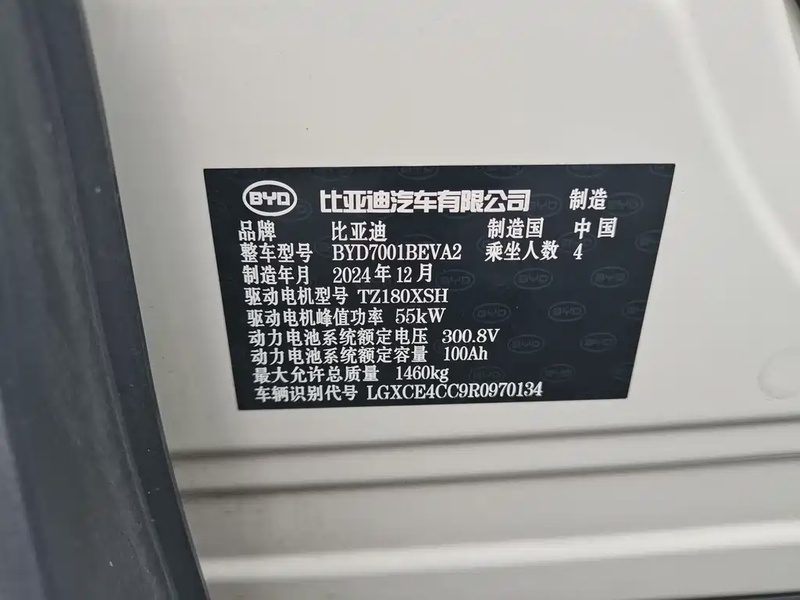 BYD 比亚迪汽车有限公司 制造
品牌 比亚迪 制造国 中国
整车型号 BYD7001BEVA2 乘坐人数 4
制造年月 2024年12月
驱动电机型号 TZ180XSH
驱动电机峰值功率 55kW
动力电池系统额定电压 300.8V
动力电池系统额定容量 100Ah
最大允许总质量 1460kg
车辆识别代号 LGXCE4CC9R0970134